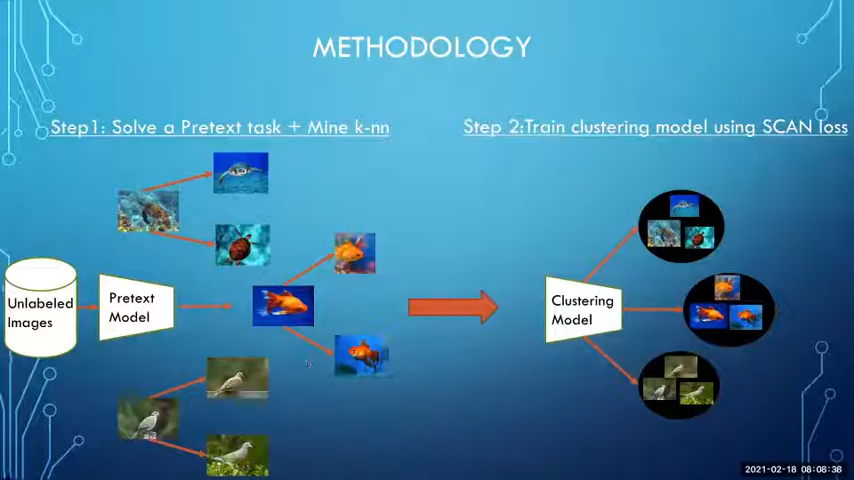 METHODOLOGY
Step1: Solve a Pretext task + Mine k-nn
Step 2:Train clustering model using SCAN loss
Unlabeled
Images
Pretext
Model
Clustering
Model
2021-02-18 08:08:38